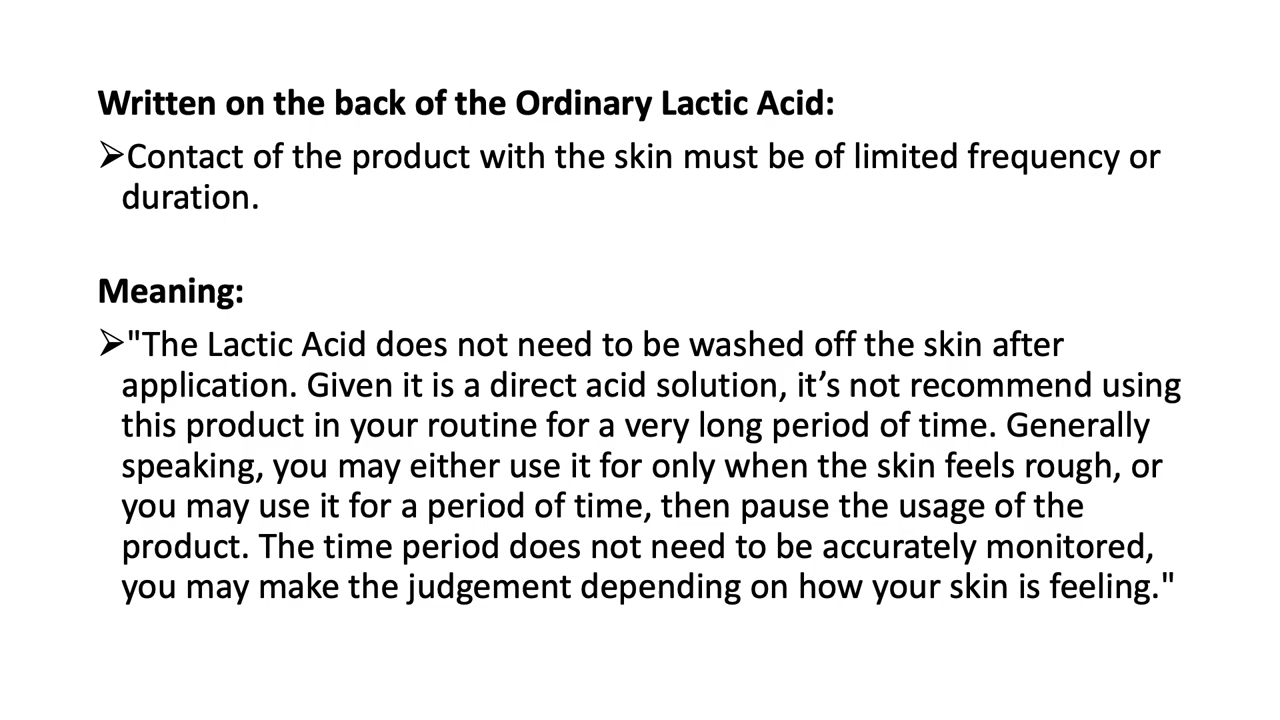 Written on the back of the Ordinary Lactic Acid:
➢Contact of the product with the skin must be of limited frequency or
duration.
Meaning:
➢"The Lactic Acid does not need to be washed off the skin after
application. Given it is a direct acid solution, it’s not recommend using
this product in your routine for a very long period of time. Generally
speaking, you may either use it for only when the skin feels rough, or
you may use it for a period of time, then pause the usage of the
product. The time period does not need to be accurately monitored,
you may make the judgement depending on how your skin is feeling."